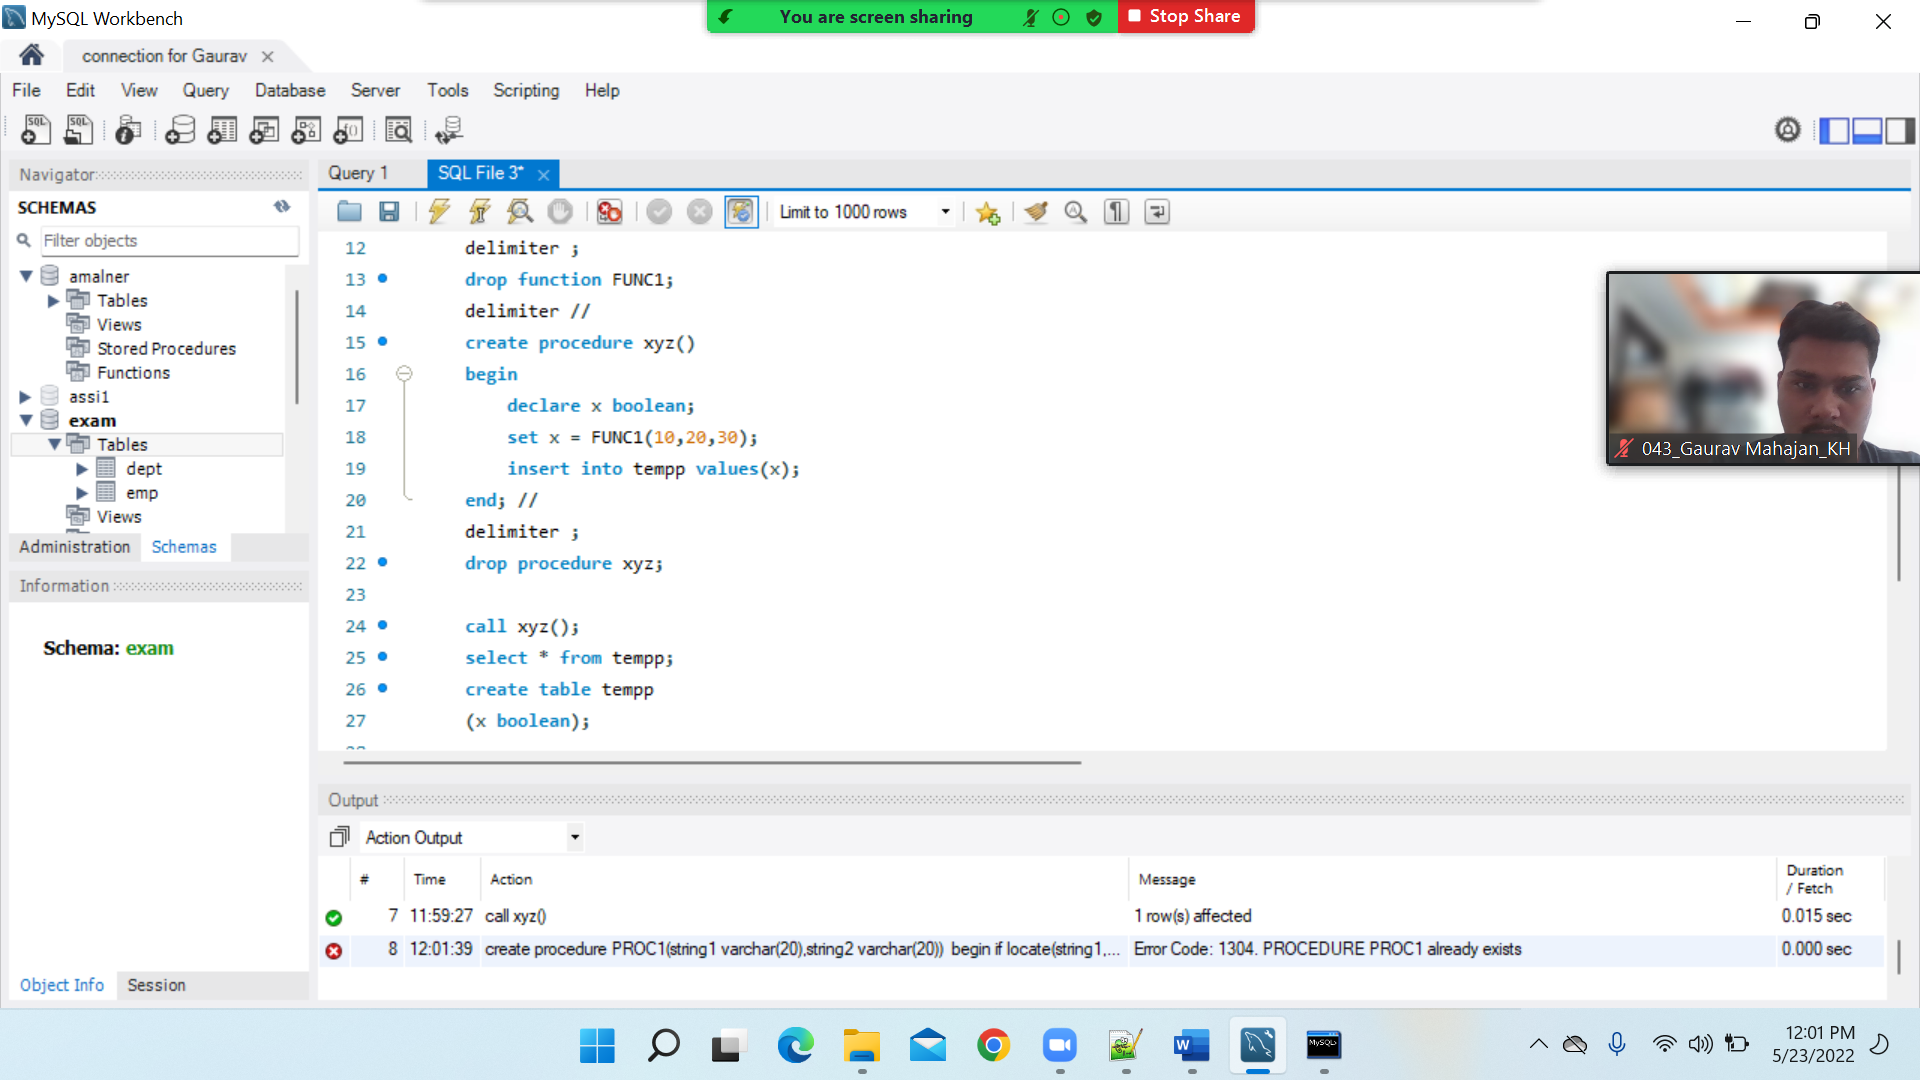 MySQL Workbench
You are screen sharing
Stop Share
connection for Gaurav
File Edit View Query Database Server Tools Scripting Help
SQL SQL
Navigator
SCHEMAS
Filter objects
amalner
Tables
Views
Stored Procedures
Functions
assi1
exam
Tables
dept
emp
Views
Administration Schemas
Information
Schema: exam
Object Info Session
Query 1 SQL File 3*
Limit to 1000 rows
12 delimiter ;
13 drop function FUNC1;
14 delimiter //
15 create procedure xyz()
16 begin
17 declare x boolean;
18 set x = FUNC1(10,20,30);
19 insert into tempp values(x);
20 end; //
21 delimiter ;
22 drop procedure xyz;
23
24 call xyz();
25 select * from tempp;
26 create table tempp
27 (x boolean);
043_Gaurav Mahajan_KH
Output
Action Output
# Time Action Message Duration / Fetch
7 11:59:27 call xyz() 1 row(s) affected 0.015 sec
8 12:01:39 create procedure PROC1(string1 varchar(20),string2 varchar(20)) begin if locate(string1,... Error Code: 1304. PROCEDURE PROC1 already exists 0.000 sec
MySQL>
12:01 PM
5/23/2022